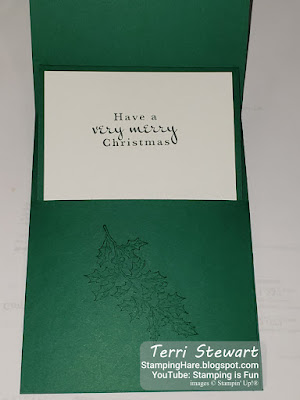 Have a
very merry
Christmas
Terri Stewart
StampingHare.blogspot.com
YouTube: Stamping is Fun
images © Stampin' Up!®